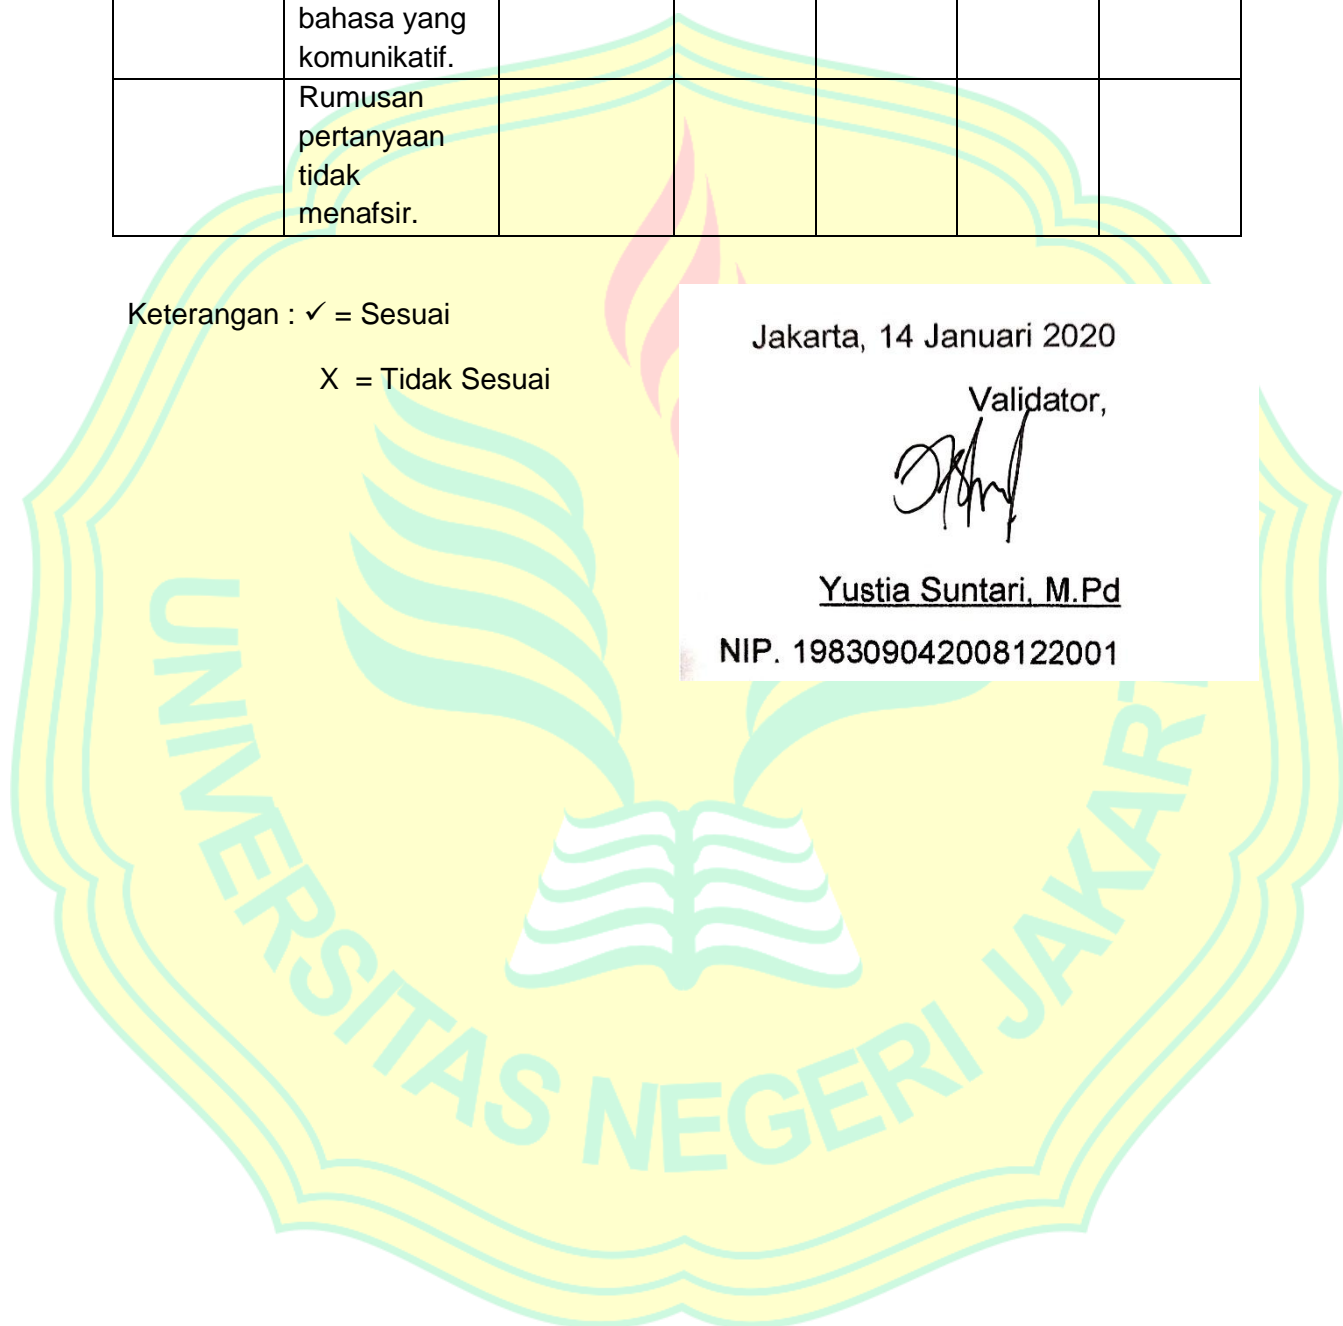 bahasa yang
komunikatif.
Rumusan
pertanyaan
tidak
menafsir.
Keterangan : ✓ = Sesuai
X = Tidak Sesuai
Jakarta, 14 Januari 2020
Validator,
Yustia Suntari, M.Pd
NIP. 198309042008122001
UNIVERSITAS NEGERI JAKART